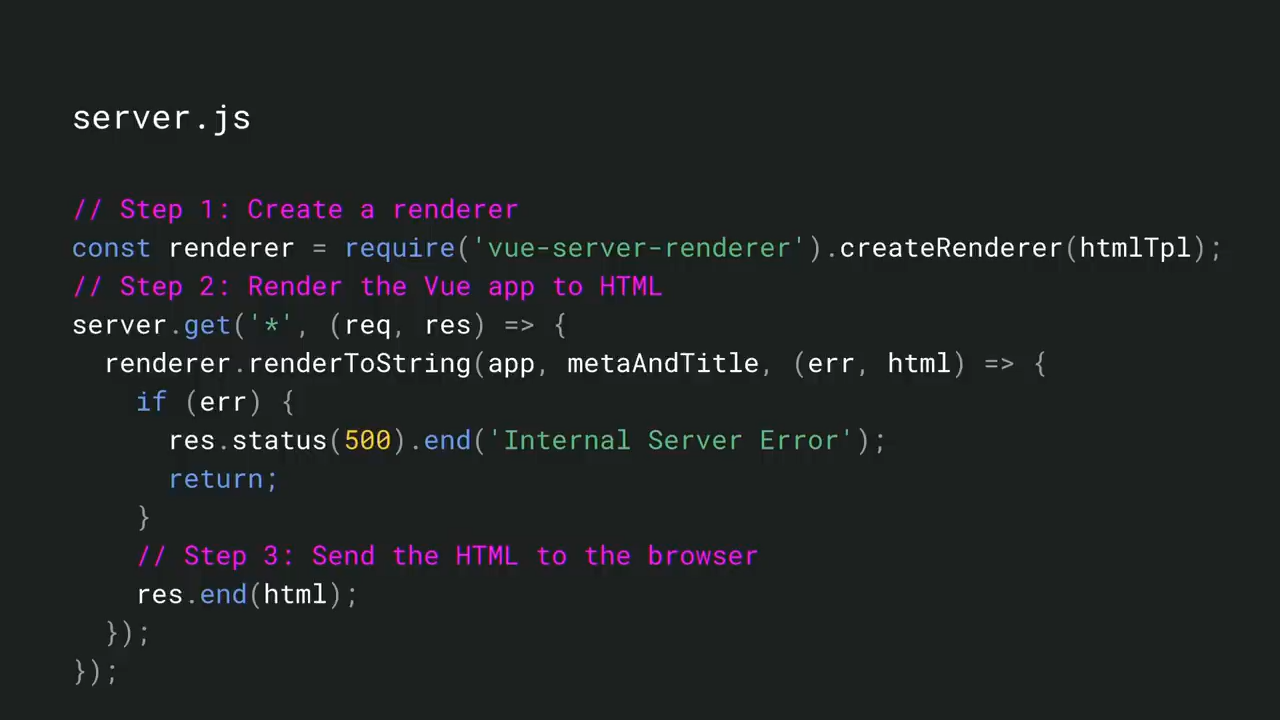 server.js
// Step 1: Create a renderer
const renderer = require('vue-server-renderer').createRenderer(htmlTpl);
// Step 2: Render the Vue app to HTML
server.get('*', (req, res) => {
  renderer.renderToString(app, metaAndTitle, (err, html) => {
    if (err) {
      res.status(500).end('Internal Server Error');
      return;
    }
    // Step 3: Send the HTML to the browser
    res.end(html);
  });
});